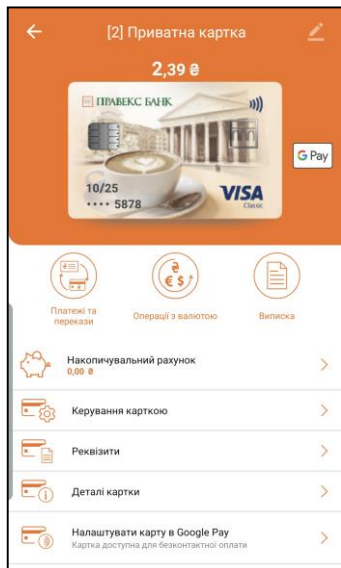 [2] Приватна картка
2,39 ₴
ПРАВЕКС БАНК
G Pay
10/25
•••• 5878
VISA
Classic
Платежі та
перекази
Операції з валютою
Виписка
Накопичувальний рахунок
0,00 ₴
Керування карткою
Реквізити
Деталі картки
Налаштувати карту в Google Pay
Картка доступна для безконтактної оплати